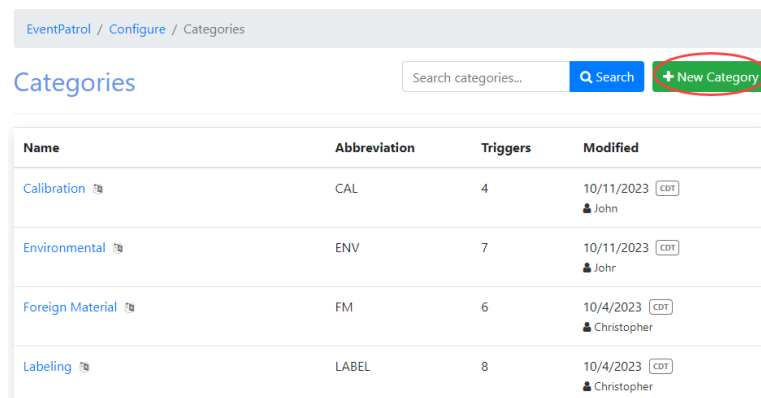 EventPatrol / Configure / Categories
Categories
Search categories...
Search
New Category
Name Abbreviation Triggers Modified
Calibration CAL 4 10/11/2023 CDT
John
Environmental ENV 7 10/11/2023 CDT
Johr
Foreign Material FM 6 10/4/2023 CDT
Christopher
Labeling LABEL 8 10/4/2023 CDT
Christopher